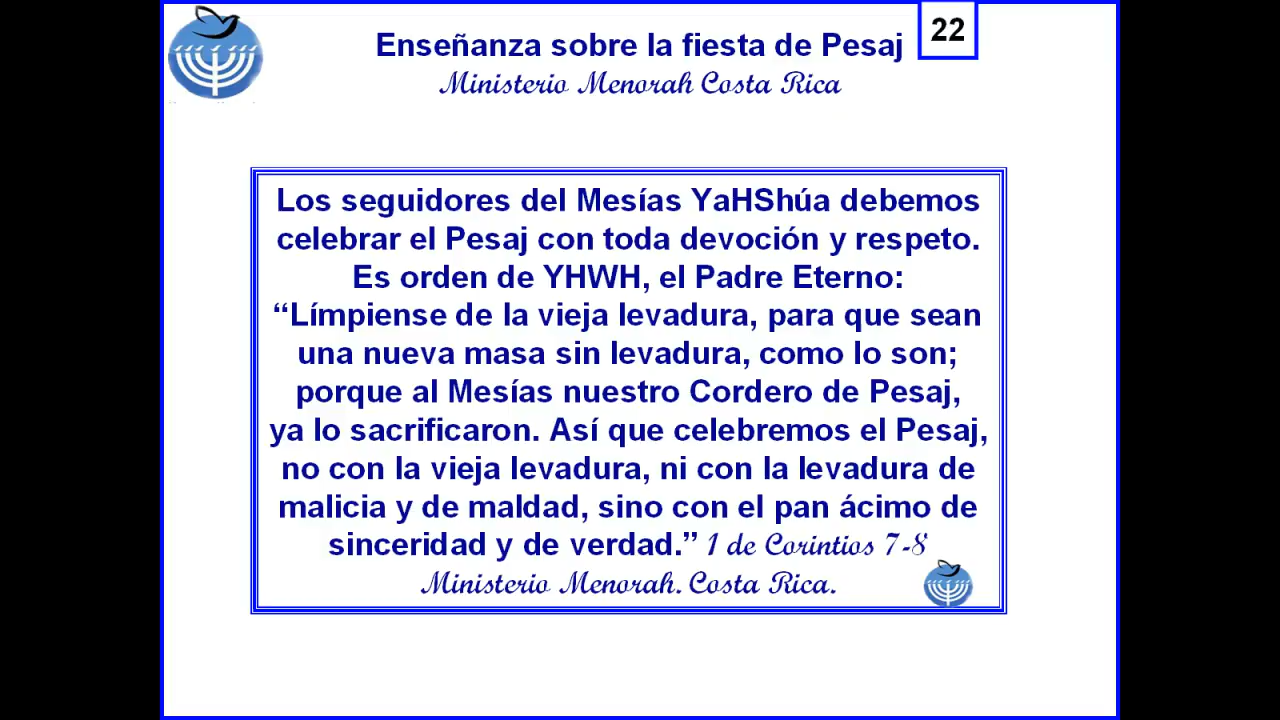 Enseñanza sobre la fiesta de Pesaj
22
Ministerio Menorah Costa Rica
Los seguidores del Mesías YaHShúa debemos
celebrar el Pesaj con toda devoción y respeto.
Es orden de YHWH, el Padre Eterno:
“Límpiense de la vieja levadura, para que sean
una nueva masa sin levadura, como lo son;
porque al Mesías nuestro Cordero de Pesaj,
ya lo sacrificaron. Así que celebremos el Pesaj,
no con la vieja levadura, ni con la levadura de
malicia y de maldad, sino con el pan ácimo de
sinceridad y de verdad.” 1 de Corintios 7-8
Ministerio Menorah. Costa Rica.